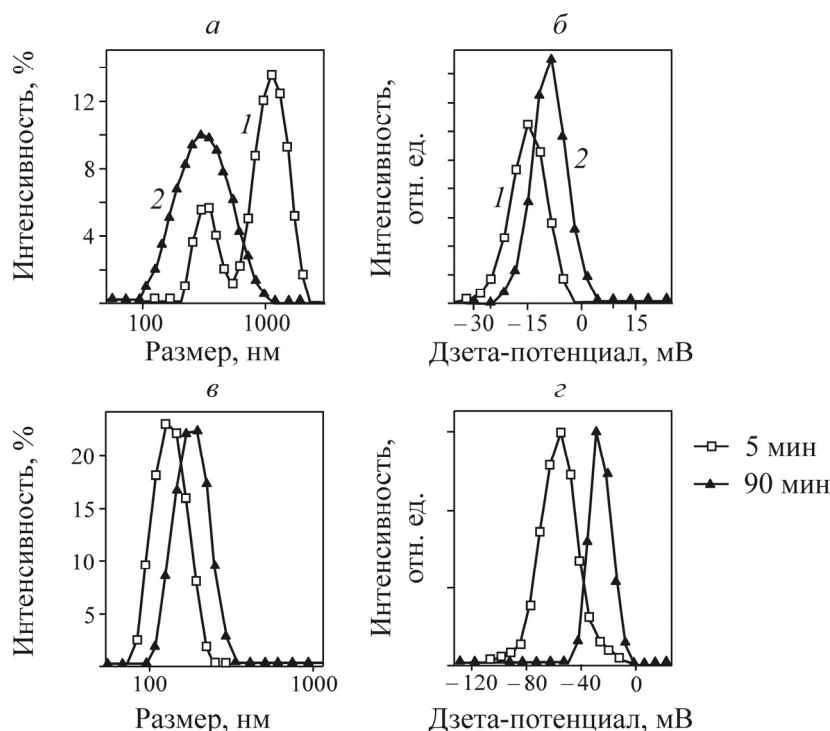 а
Интенсивность, %
12
8
4
1
2
100
1000
Размер, нм
б
Интенсивность,
отн. ед.
1
2
−30
−15
0
15
Дзета-потенциал, мВ
в
Интенсивность, %
20
15
10
5
100
1000
Размер, нм
г
Интенсивность,
отн. ед.
−120
−80
−40
0
Дзета-потенциал, мВ
5 мин
90 мин